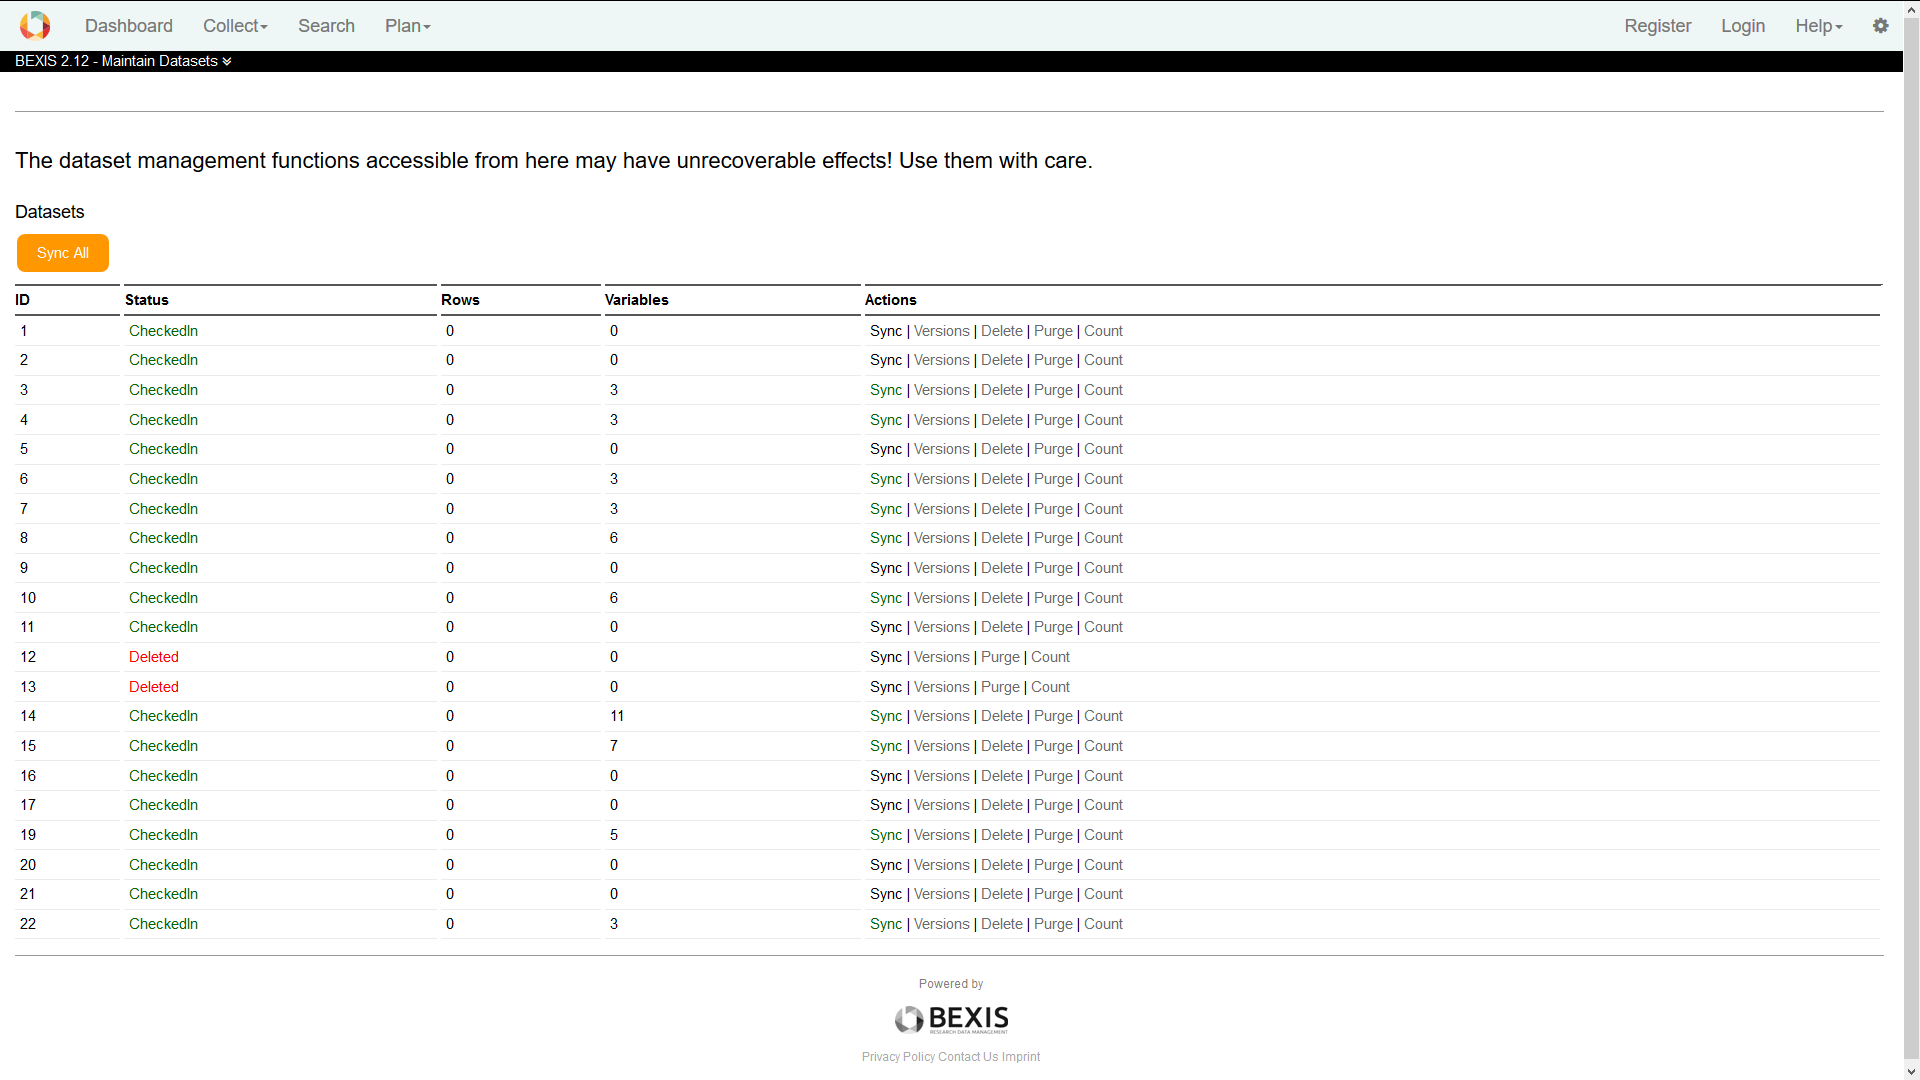 Dashboard Collect Search Plan Register Login Help
BEXIS 2.12 - Maintain Datasets
The dataset management functions accessible from here may have unrecoverable effects! Use them with care.
Datasets
Sync All
ID Status Rows Variables Actions
1 CheckedIn 0 0 Sync | Versions | Delete | Purge | Count
2 CheckedIn 0 0 Sync | Versions | Delete | Purge | Count
3 CheckedIn 0 3 Sync | Versions | Delete | Purge | Count
4 CheckedIn 0 3 Sync | Versions | Delete | Purge | Count
5 CheckedIn 0 0 Sync | Versions | Delete | Purge | Count
6 CheckedIn 0 3 Sync | Versions | Delete | Purge | Count
7 CheckedIn 0 3 Sync | Versions | Delete | Purge | Count
8 CheckedIn 0 6 Sync | Versions | Delete | Purge | Count
9 CheckedIn 0 0 Sync | Versions | Delete | Purge | Count
10 CheckedIn 0 6 Sync | Versions | Delete | Purge | Count
11 CheckedIn 0 0 Sync | Versions | Delete | Purge | Count
12 Deleted 0 0 Sync | Versions | Purge | Count
13 Deleted 0 0 Sync | Versions | Purge | Count
14 CheckedIn 0 11 Sync | Versions | Delete | Purge | Count
15 CheckedIn 0 7 Sync | Versions | Delete | Purge | Count
16 CheckedIn 0 0 Sync | Versions | Delete | Purge | Count
17 CheckedIn 0 0 Sync | Versions | Delete | Purge | Count
19 CheckedIn 0 5 Sync | Versions | Delete | Purge | Count
20 CheckedIn 0 0 Sync | Versions | Delete | Purge | Count
21 CheckedIn 0 0 Sync | Versions | Delete | Purge | Count
22 CheckedIn 0 3 Sync | Versions | Delete | Purge | Count
Powered by
BEXIS
RESEARCH DATA MANAGEMENT
Privacy Policy Contact Us Imprint